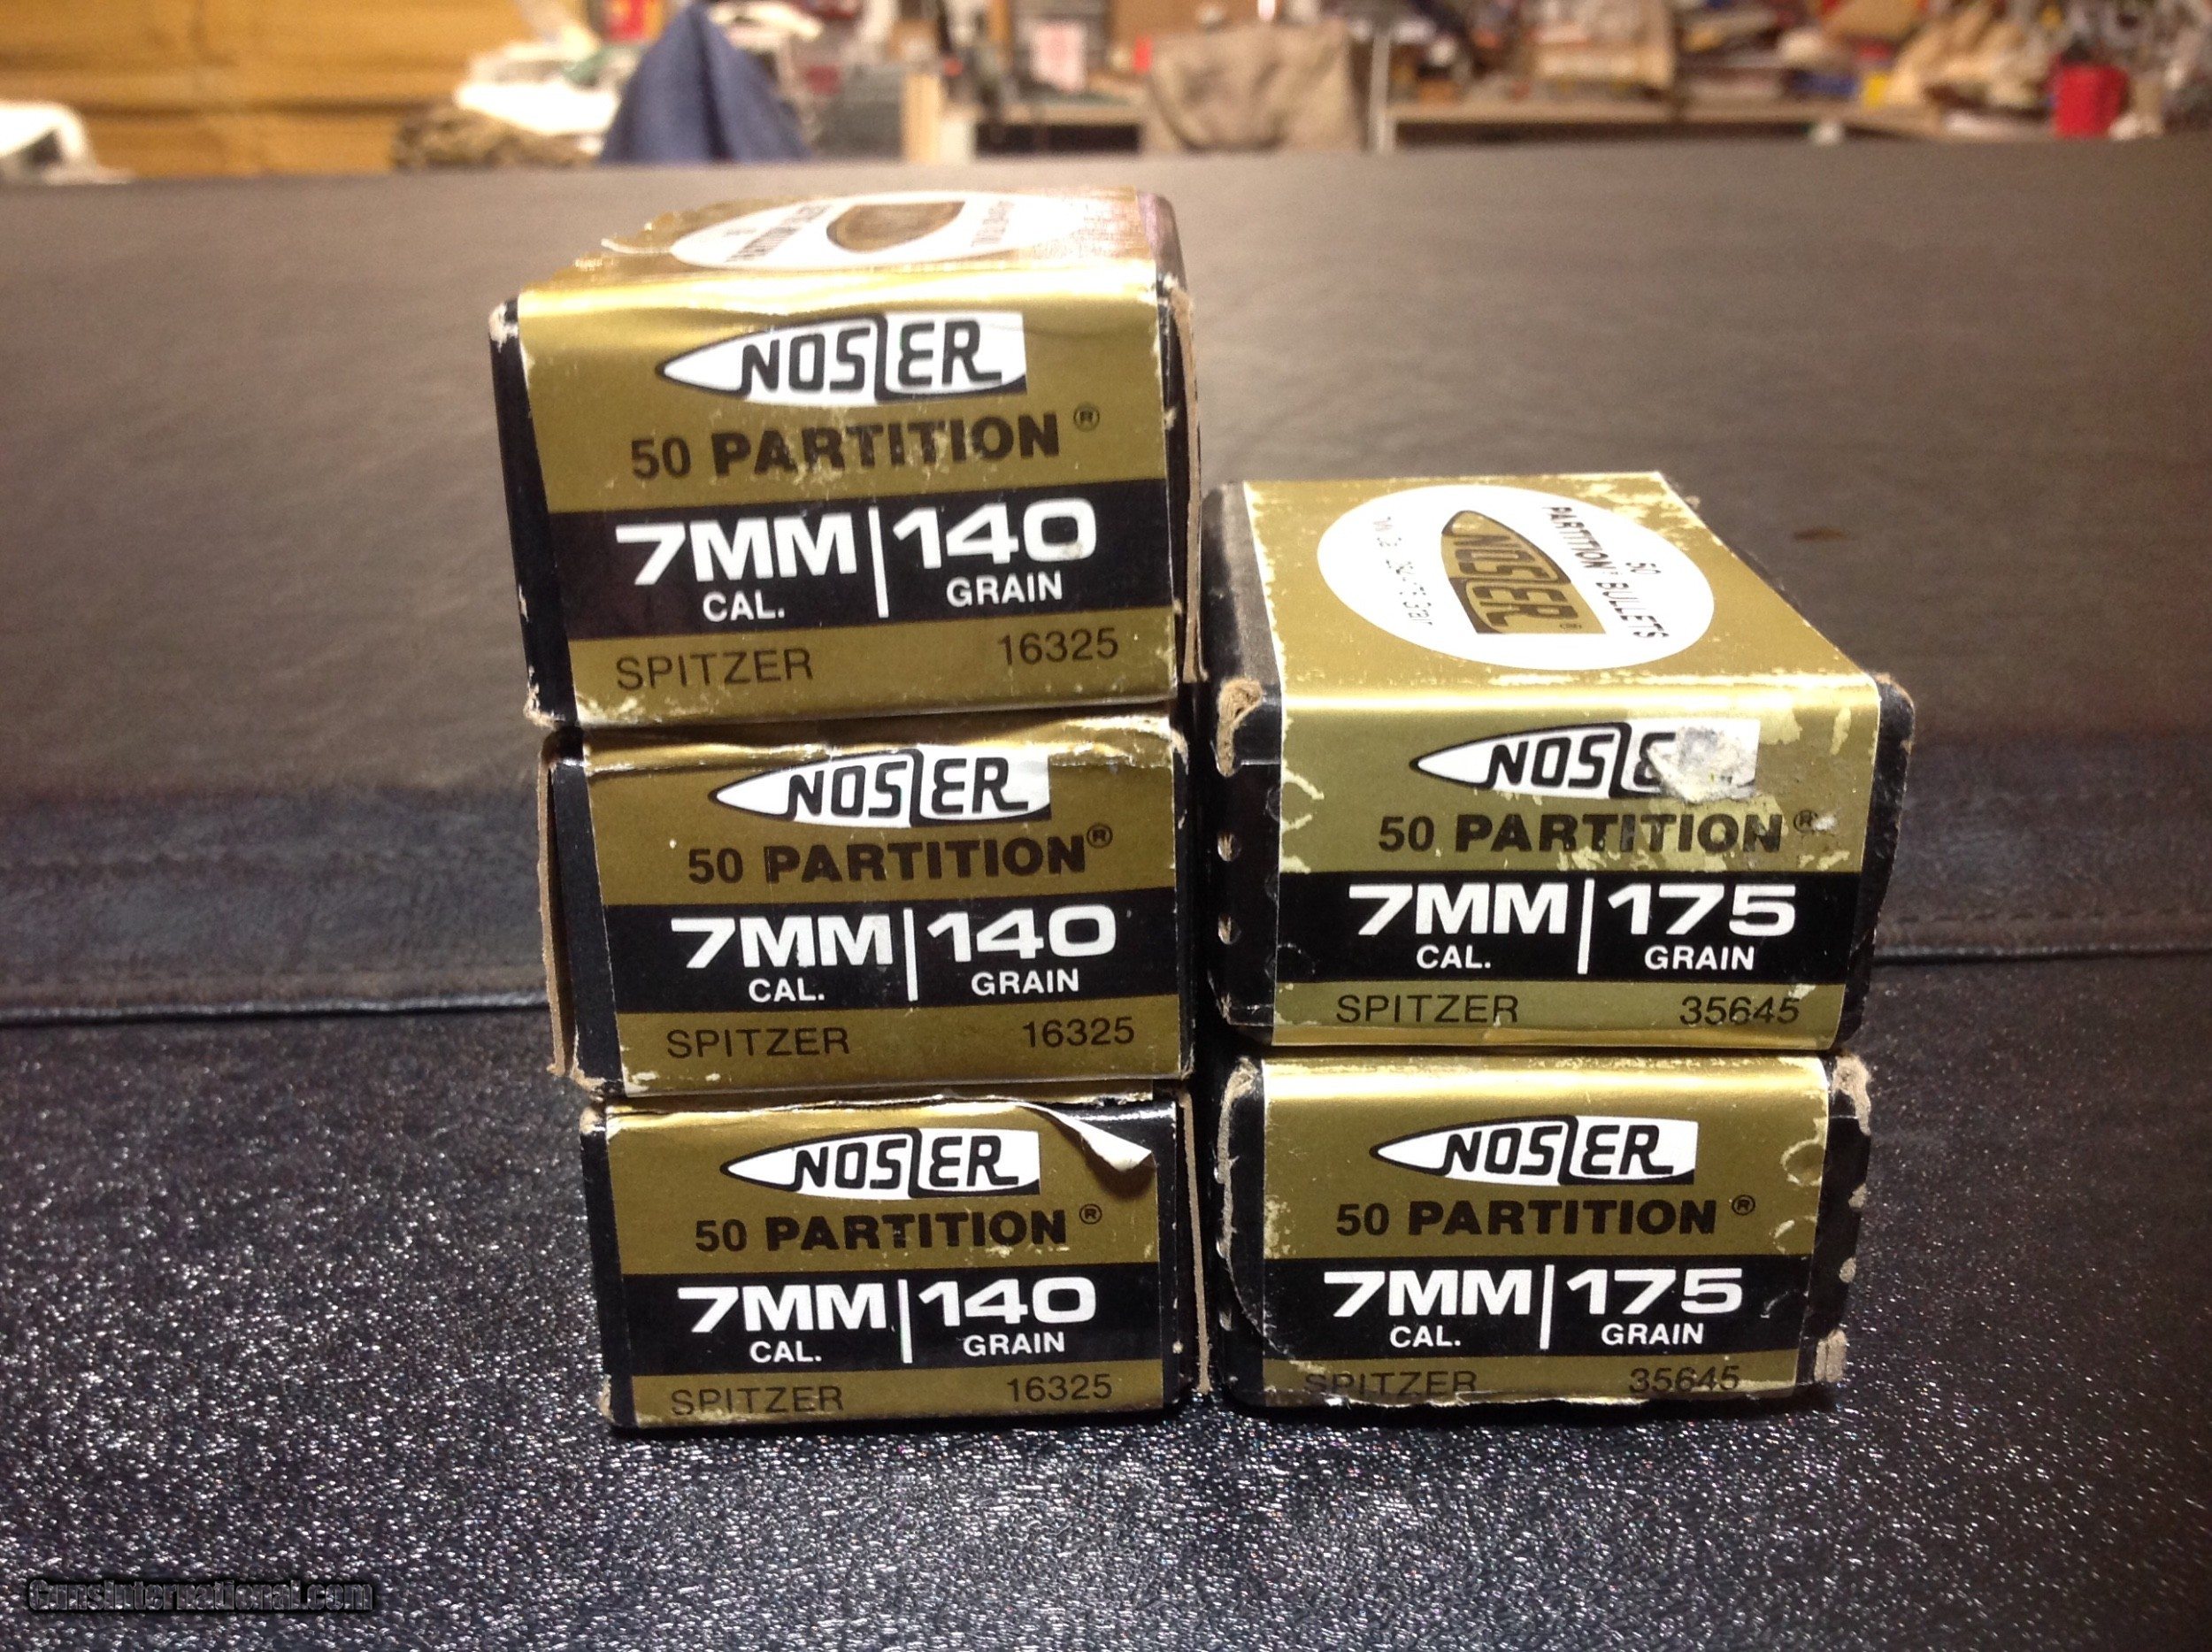 NOSLER
50 PARTITION ®
7MM | 140
CAL. GRAIN
SPITZER 16325
NOSLER
50 PARTITION®
7MM | 140
CAL. GRAIN
SPITZER 16325
NOSLER
50 PARTITION ®
7MM | 140
CAL. GRAIN
SPITZER 16325
50
PARTITION® BULLETS
NOSLER®
NOSLE
50 PARTITION ®
7MM | 175
CAL. GRAIN
SPITZER 35645
NOSLER
50 PARTITION ®
7MM | 175
CAL. GRAIN
SPITZER 35645
GunsInternational.com